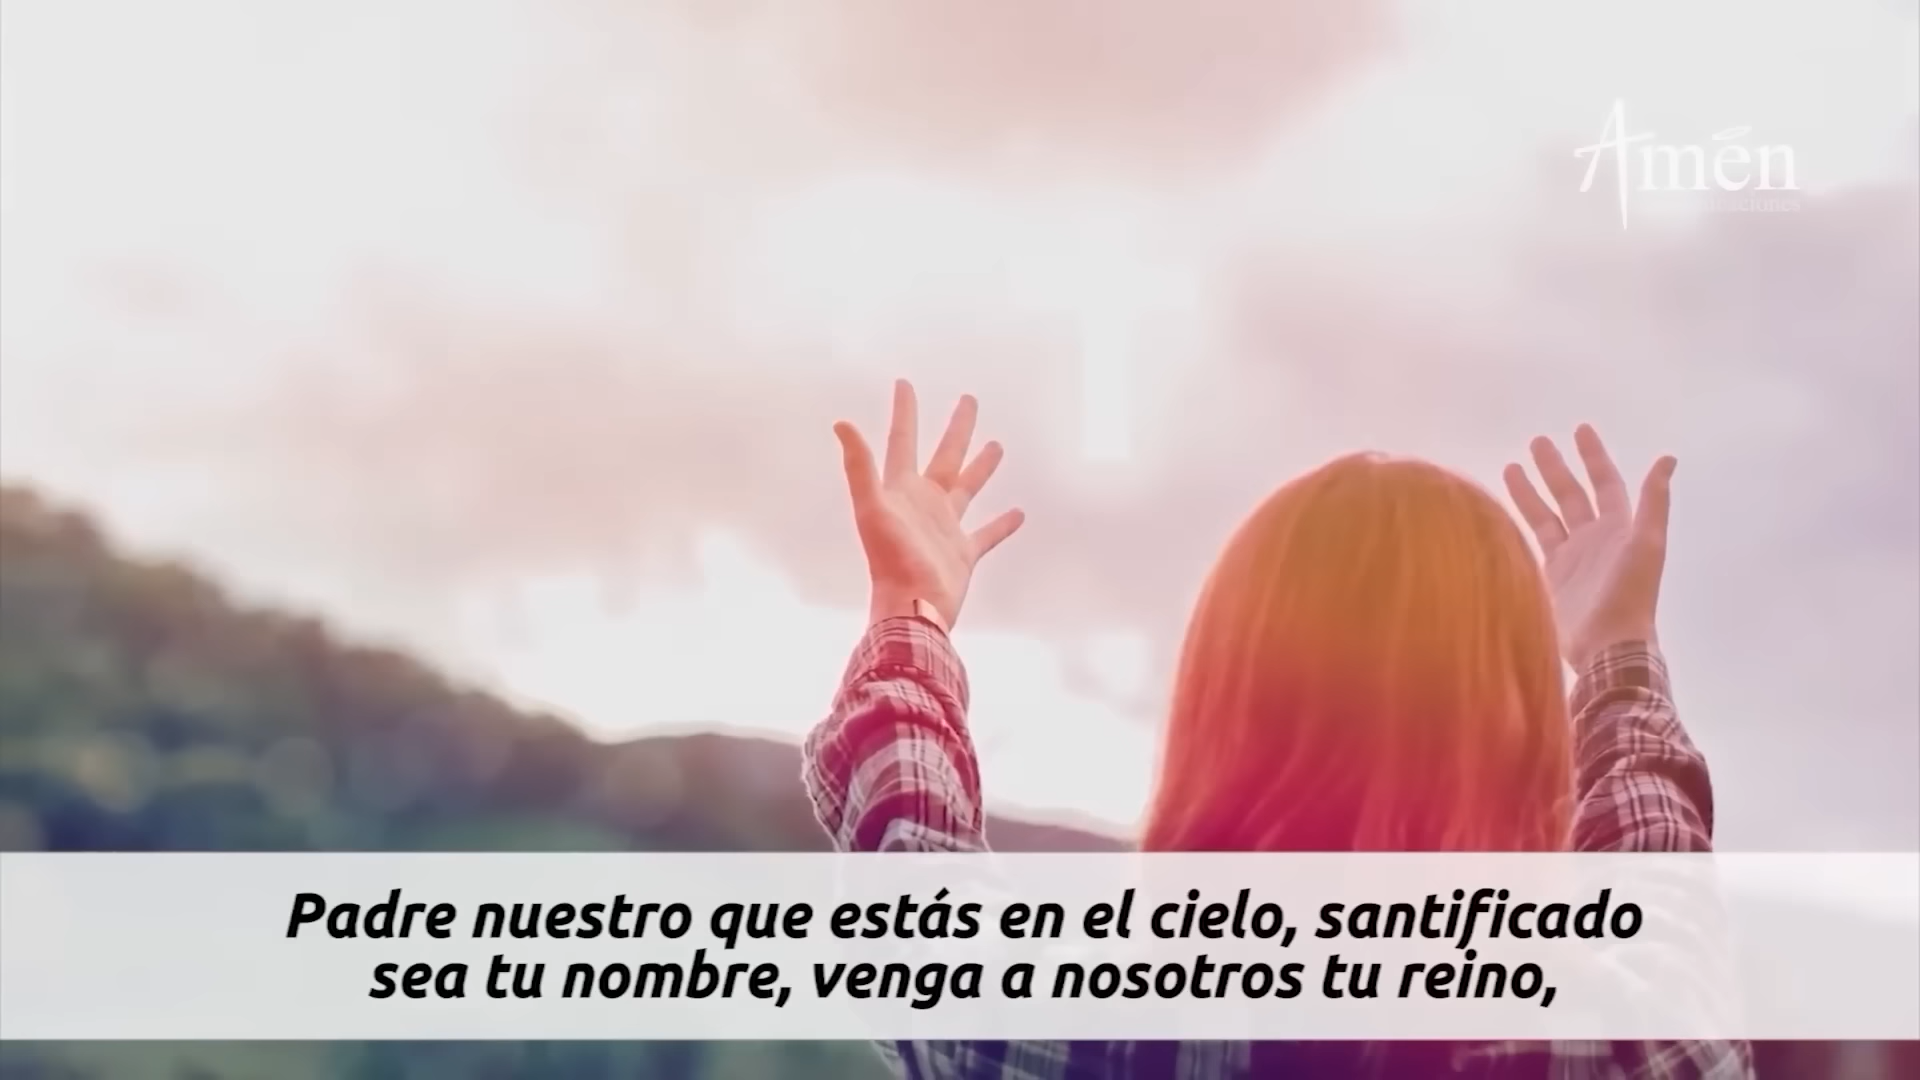 Amén
Padre nuestro que estás en el cielo, santificado
sea tu nombre, venga a nosotros tu reino,